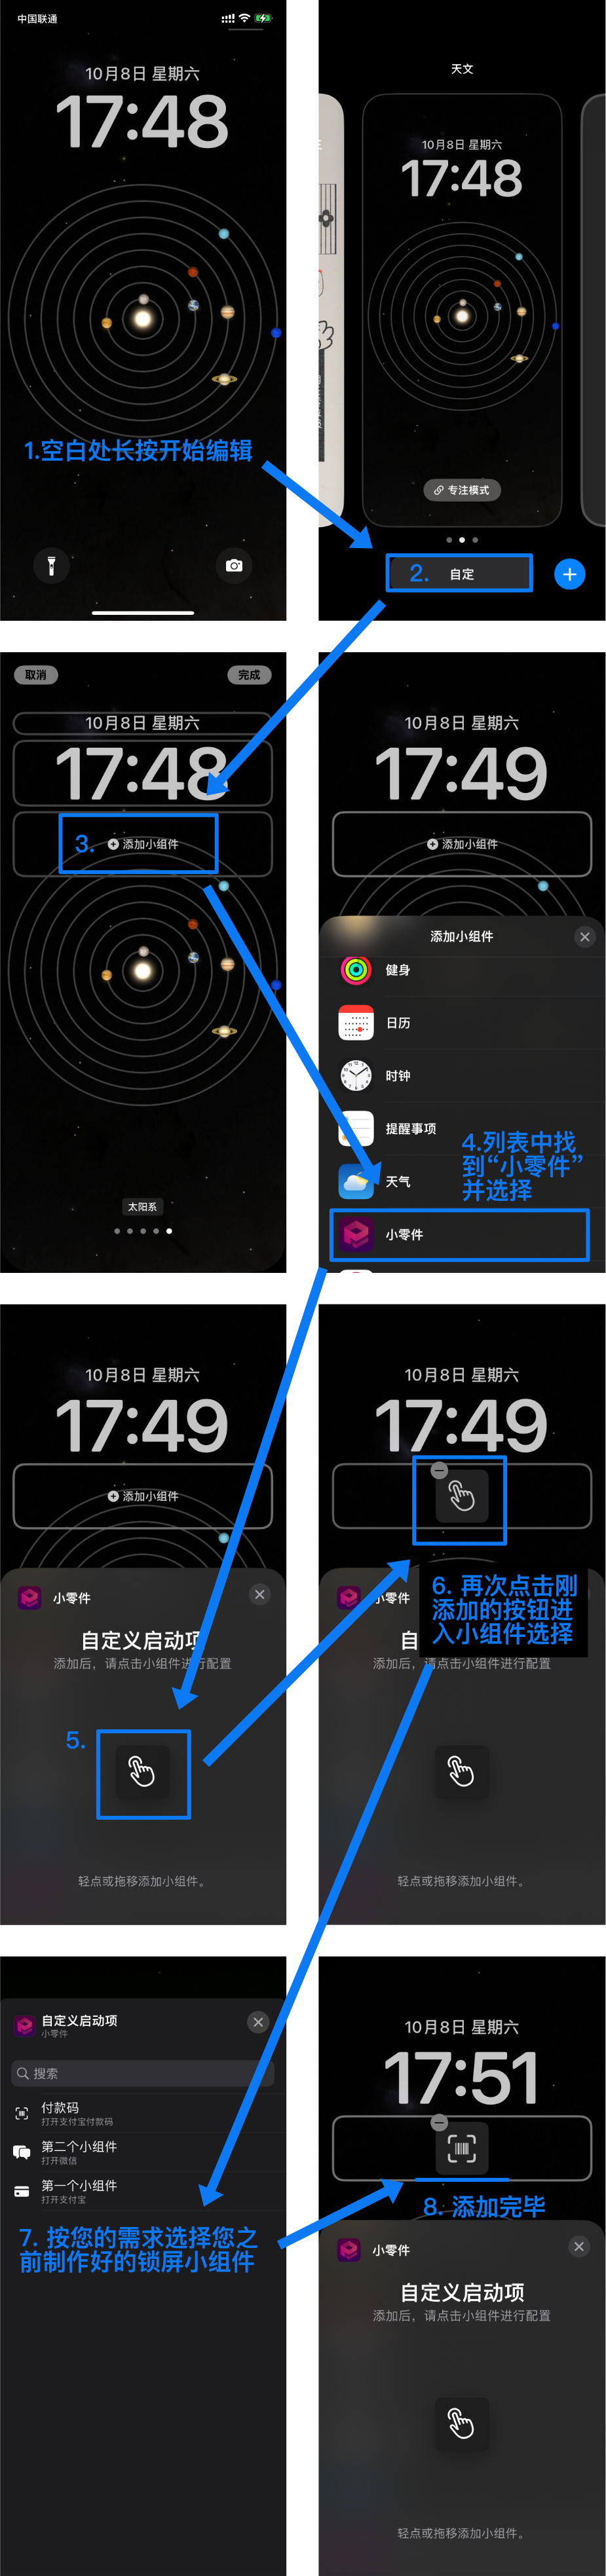 中国联通
10月8日 星期六
17:48
1.空白处长按开始编辑
天文
10月8日 星期六
17:48
专注模式
2.
自定
取消
完成
10月8日 星期六
17:48
3.
添加小组件
太阳系
10月8日 星期六
17:49
添加小组件
添加小组件
健身
日历
时钟
提醒事项
天气
小零件
4.列表中找
到“小零件”
并选择
10月8日 星期六
17:49
添加小组件
小零件
自定义启动项
添加后，请点击小组件进行配置
5.
轻点或拖移添加小组件。
10月8日 星期六
17:49
小零件
6. 再次点击刚
添加的按钮进
入小组件选择
自
添加后，请点击小组件进行配置
轻点或拖移添加小组件。
自定义启动项
小零件
搜索
付款码
打开支付宝付款码
第二个小组件
打开微信
第一个小组件
打开支付宝
7. 按您的需求选择您之
前制作好的锁屏小组件
10月8日 星期六
17:51
8. 添加完毕
小零件
自定义启动项
添加后，请点击小组件进行配置
轻点或拖移添加小组件。